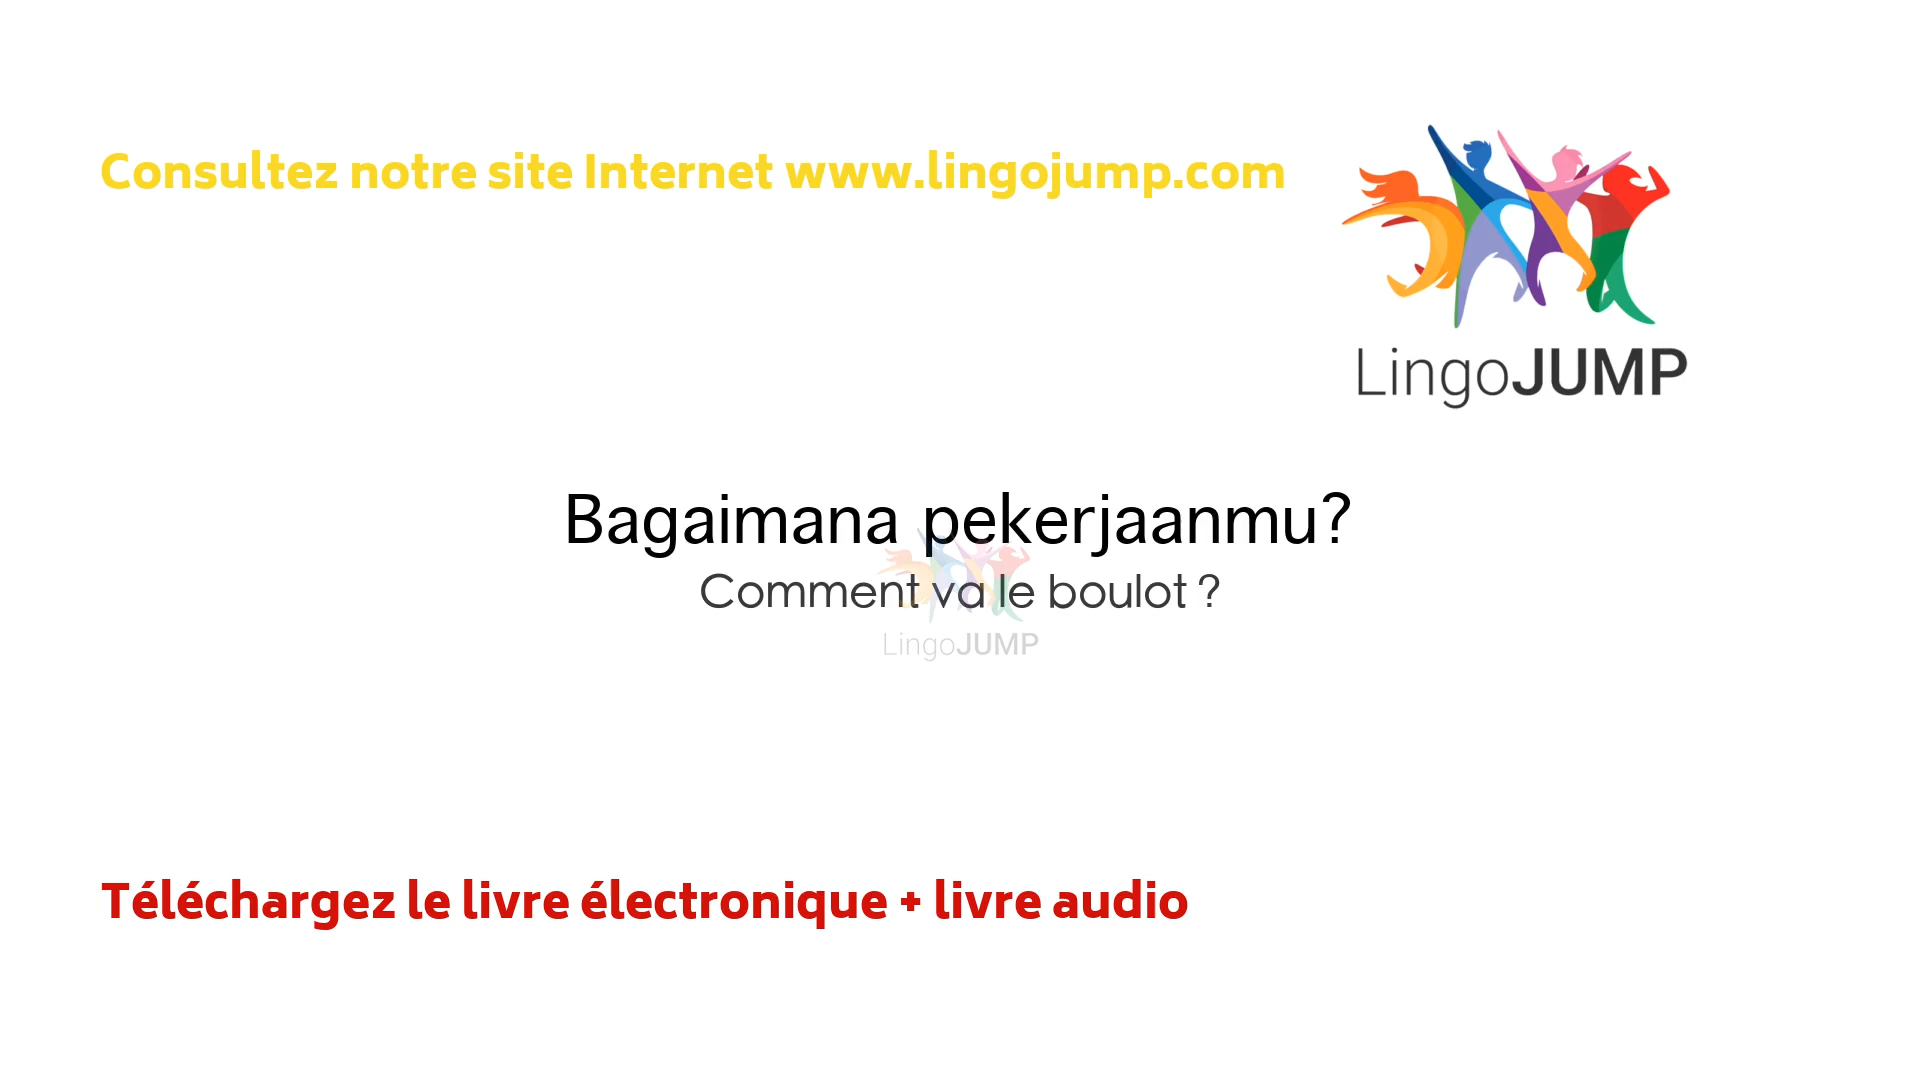 Consultez notre site Internet www.lingojump.com
LingoJUMP
Bagaimana pekerjaanmu?
Comment va le boulot ?
LingoJUMP
Téléchargez le livre électronique + livre audio